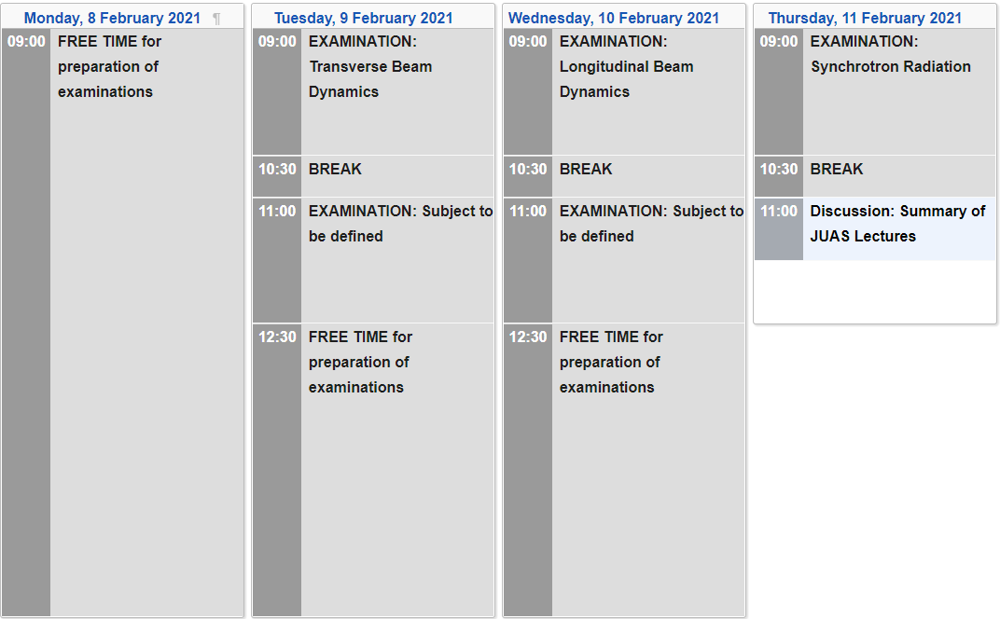 Monday, 8 February 2021 ¶
09:00 FREE TIME for
preparation of
examinations
Tuesday, 9 February 2021
09:00 EXAMINATION:
Transverse Beam
Dynamics
10:30 BREAK
11:00 EXAMINATION: Subject to
be defined
12:30 FREE TIME for
preparation of
examinations
Wednesday, 10 February 2021
09:00 EXAMINATION:
Longitudinal Beam
Dynamics
10:30 BREAK
11:00 EXAMINATION: Subject to
be defined
12:30 FREE TIME for
preparation of
examinations
Thursday, 11 February 2021
09:00 EXAMINATION:
Synchrotron Radiation
10:30 BREAK
11:00 Discussion: Summary of
JUAS Lectures